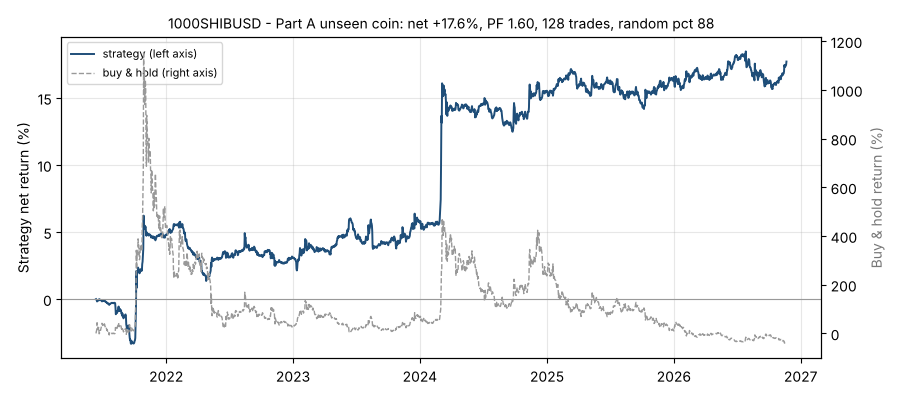 1000SHIBUSD - Part A unseen coin: net +17.6%, PF 1.60, 128 trades, random pct 88
strategy (left axis)
buy & hold (right axis)
Strategy net return (%)
15
10
5
0
1200
1000
800
600
400
200
0
Buy & hold return (%)
2022 2023 2024 2025 2026 2027